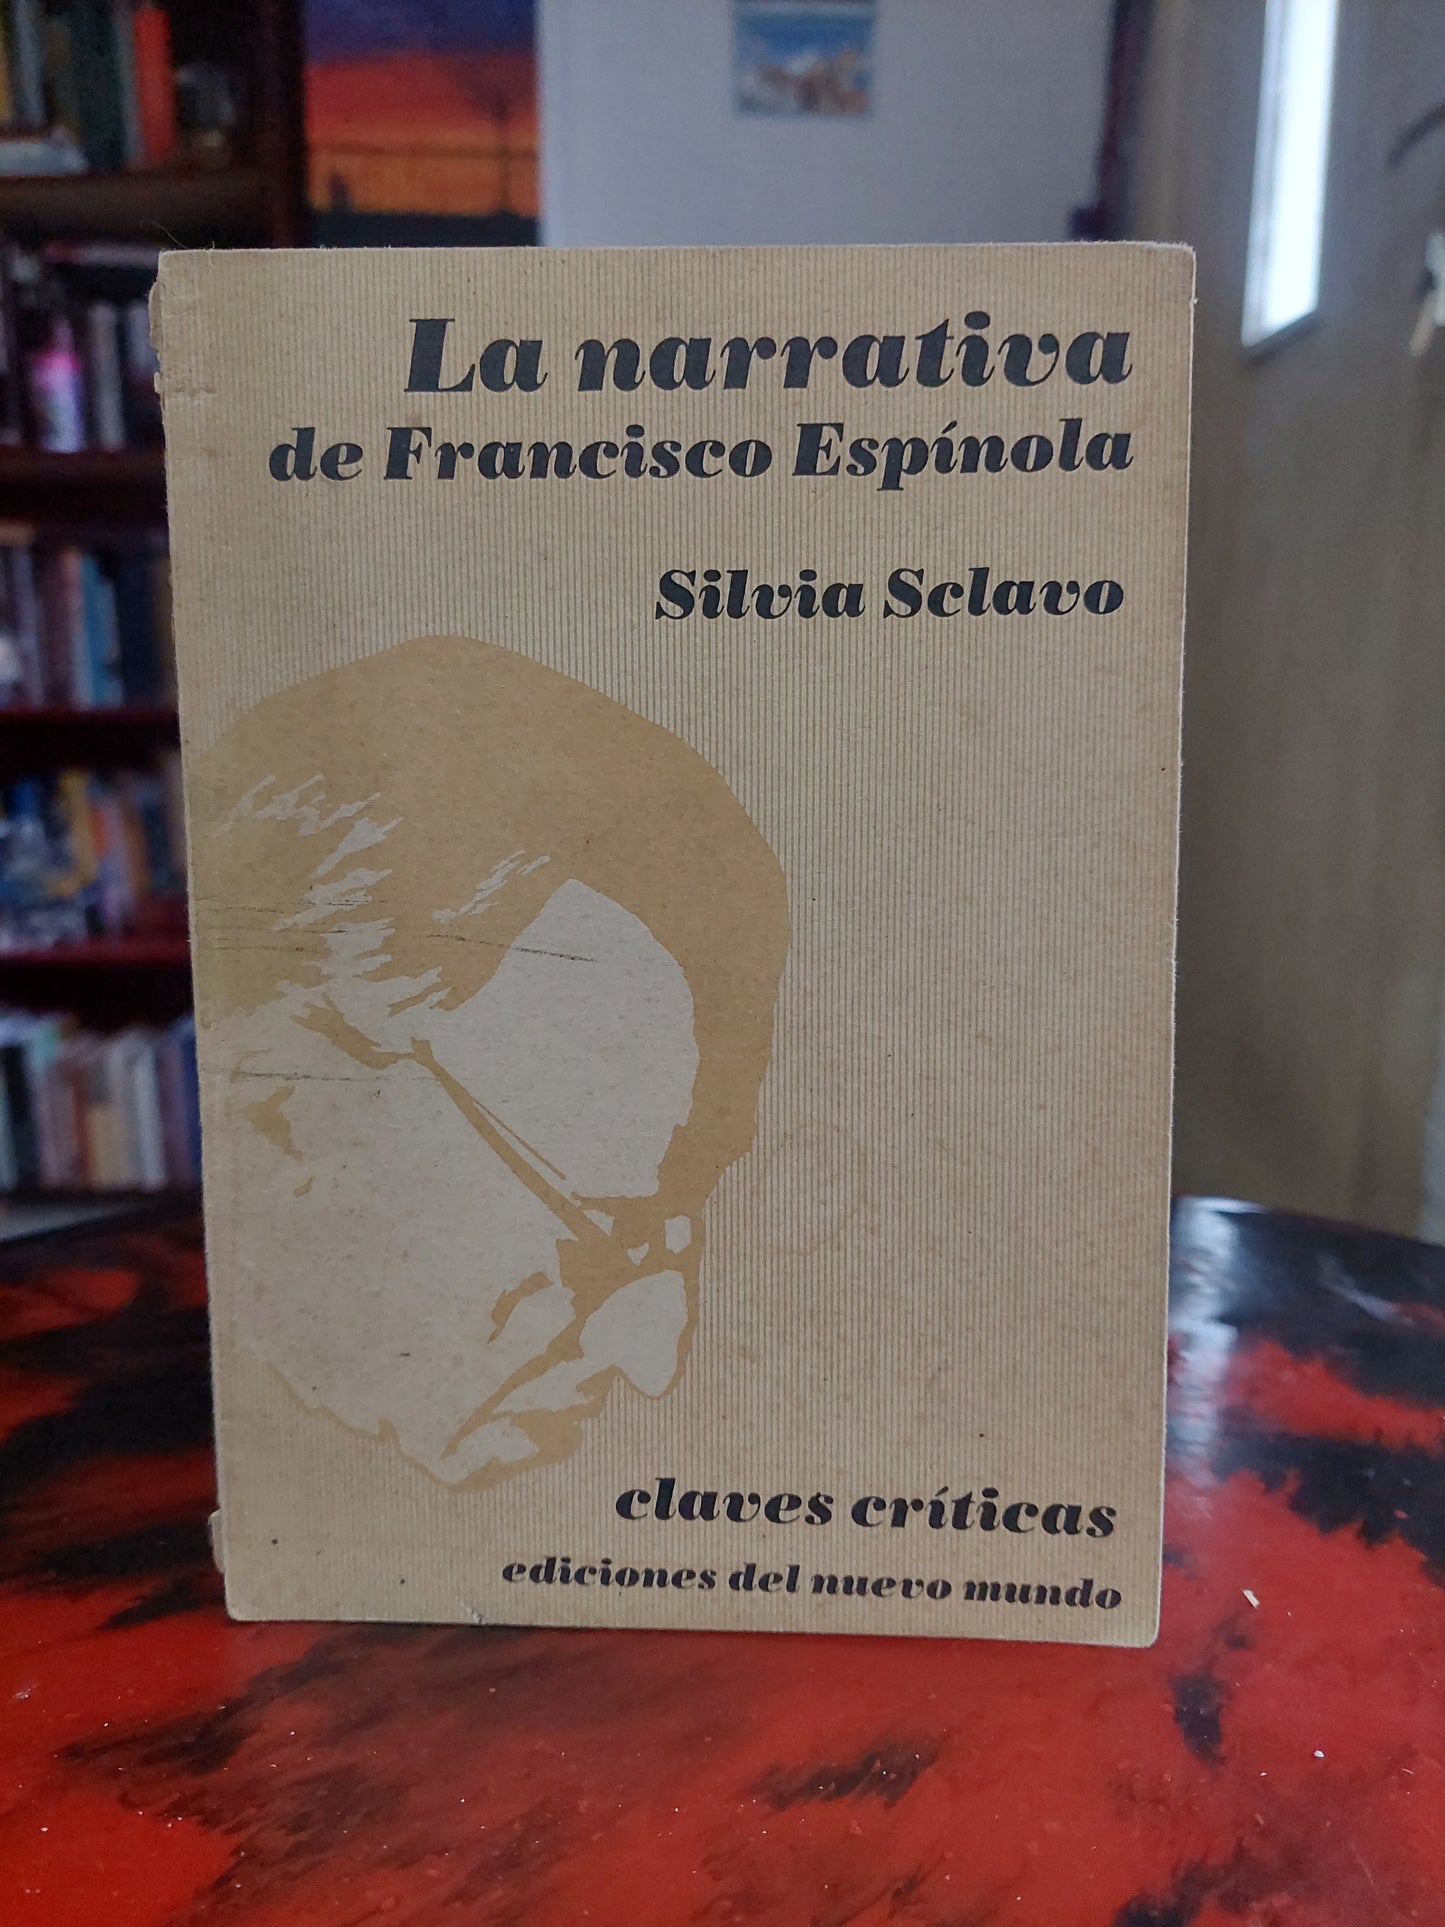 La narrativa
de Francisco Espínola
Silvia Sclavo
claves críticas
ediciones del nuevo mundo